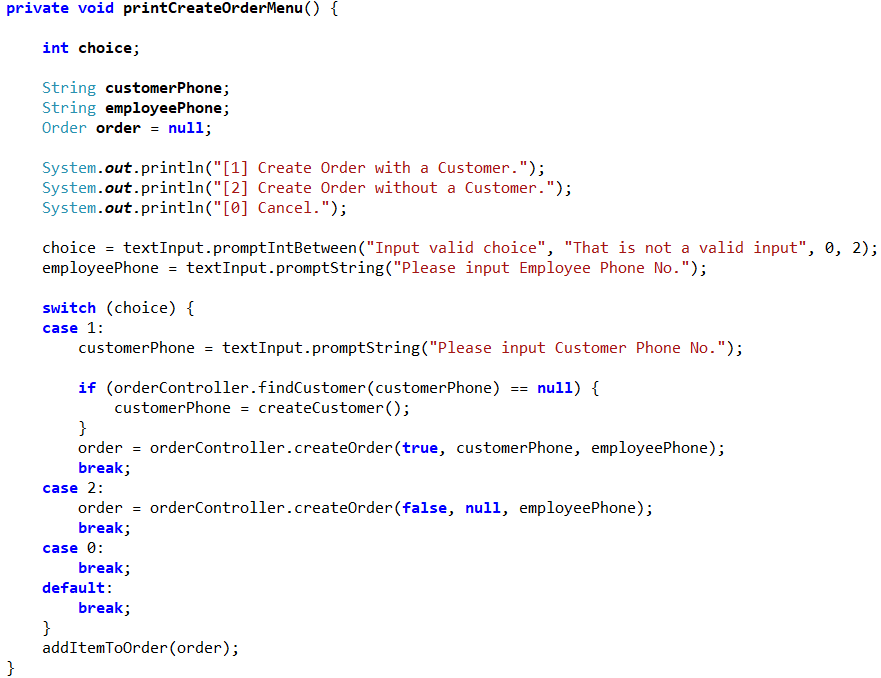 private void printCreateOrderMenu() {
    int choice;
    String customerPhone;
    String employeePhone;
    Order order = null;
    System.out.println("[1] Create Order with a Customer.");
    System.out.println("[2] Create Order without a Customer.");
    System.out.println("[0] Cancel.");
    choice = textInput.promptIntBetween("Input valid choice", "That is not a valid input", 0, 2);
    employeePhone = textInput.promptString("Please input Employee Phone No.");
    switch (choice) {
    case 1:
        customerPhone = textInput.promptString("Please input Customer Phone No.");
        if (orderController.findCustomer(customerPhone) == null) {
            customerPhone = createCustomer();
        }
        order = orderController.createOrder(true, customerPhone, employeePhone);
        break;
    case 2:
        order = orderController.createOrder(false, null, employeePhone);
        break;
    case 0:
        break;
    default:
        break;
    }
    addItemToOrder(order);
}